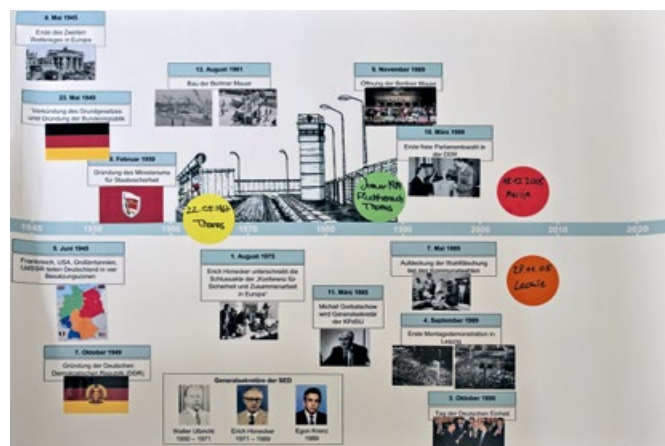 8. Mai 1945
Ende des Zweiten
Weltkrieges in Europa
23. Mai 1949
Verkündung des Grundgesetzes
und Gründung der Bundesrepublik
8. Februar 1950
Gründung des Ministeriums
für Staatssicherheit
13. August 1961
Bau der Berliner Mauer
9. November 1989
Öffnung der Berliner Mauer
18. März 1990
Erste freie Parlamentswahl in
der DDR
Thomas
Januar 1989
Fluchtversuch
Thomas
18.12.2005
1945
1970
2010
2020
5. Juni 1945
Frankreich, USA, Großbritannien,
UdSSR teilen Deutschland in vier
Besatzungszonen
7. Oktober 1949
Gründung der Deutschen
Demokratischen Republik (DDR)
1. August 1975
Erich Honecker unterschreibt die
Schlussakte der „Konferenz für
Sicherheit und Zusammenarbeit
in Europa“
11. März 1985
Michail Gorbatschow
wird Generalsekretär
der KPdSU
7. Mai 1989
Aufdeckung der Wahlfälschung
bei den Kommunalwahlen
4. September 1989
Erste Montagsdemonstration in
Leipzig
3. Oktober 1990
Tag der Deutschen Einheit
Generalsekretäre der SED
Walter Ulbricht
1950 – 1971
Erich Honecker
1971 – 1989
Egon Krenz
1989